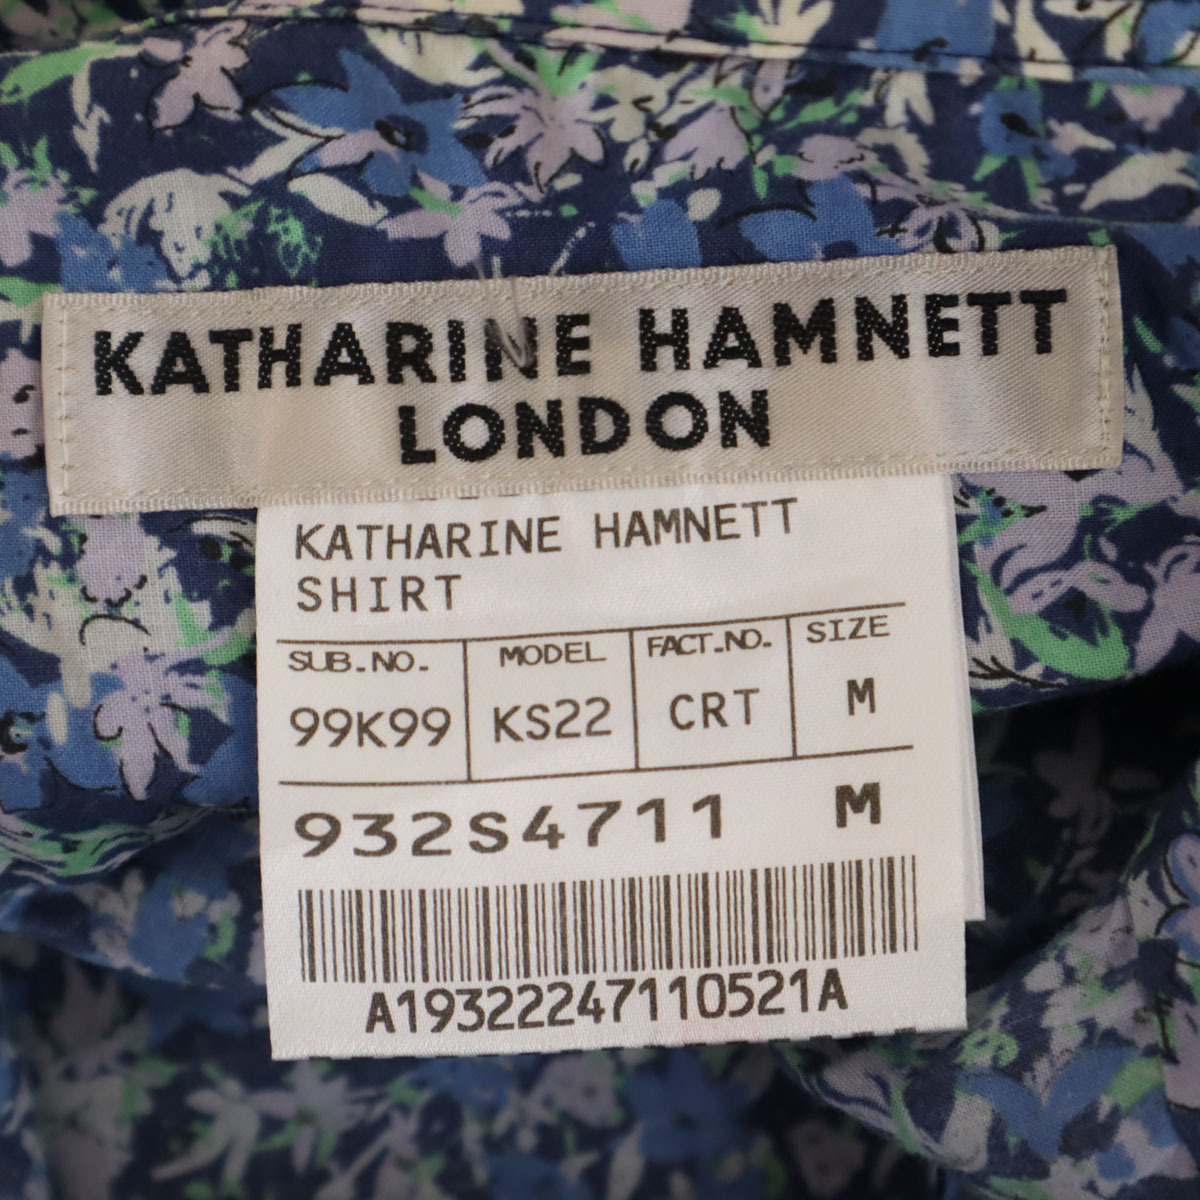 KATHARINE HAMNETT
LONDON
KATHARINE HAMNETT
SHIRT
SUB.NO. MODEL FACT.NO. SIZE
99K99 KS22 CRT M
932S4711 M
A19322247110521A